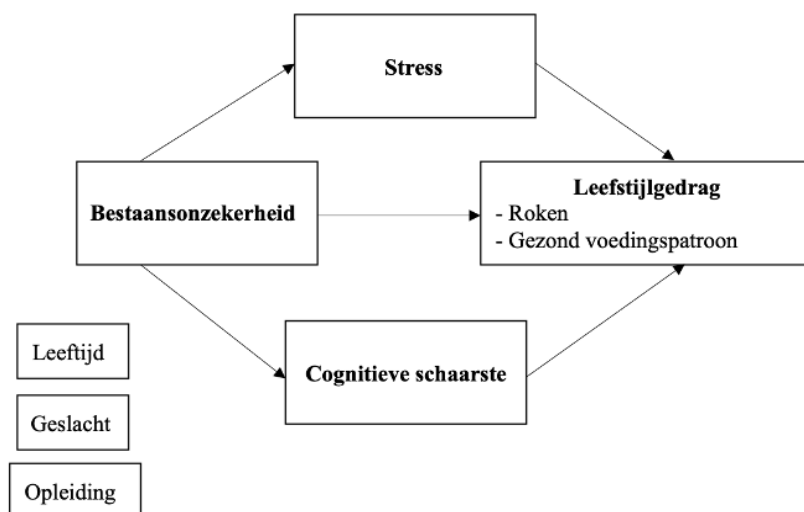 Stress
Bestaansonzekerheid
Leefstijlgedrag
- Roken
- Gezond voedingspatroon
Cognitieve schaarste
Leeftijd
Geslacht
Opleiding